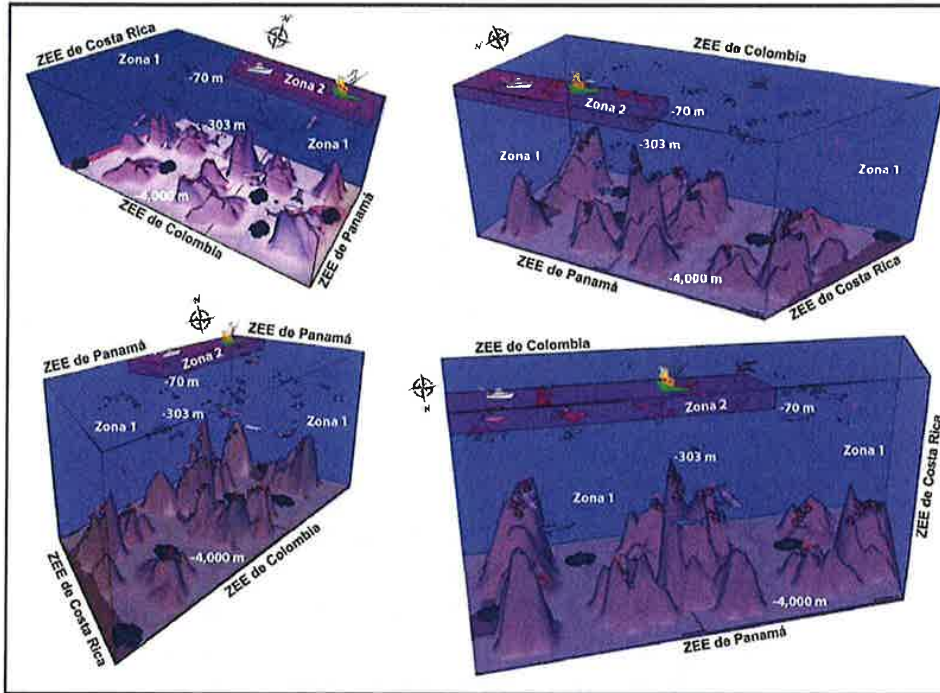 N
ZEE de Costa Rica
Zona 1
-70 m
Zona 2
-303 m
Zona 1
-4,000 m
ZEE de Colombia
ZEE de Panamá
N
ZEE de Colombia
Zona 2
-70 m
-303 m
Zona 1
Zona 1
-4,000 m
ZEE de Panamá
ZEE de Costa Rica
N
ZEE de Panamá
ZEE de Panamá
Zona 2
-70 m
-303 m
Zona 1
Zona 1
-4,000 m
ZEE de Costa Rica
ZEE de Colombia
N
ZEE de Colombia
Zona 2
-70 m
-303 m
Zona 1
Zona 1
-4,000 m
ZEE de Costa Rica
ZEE de Panamá